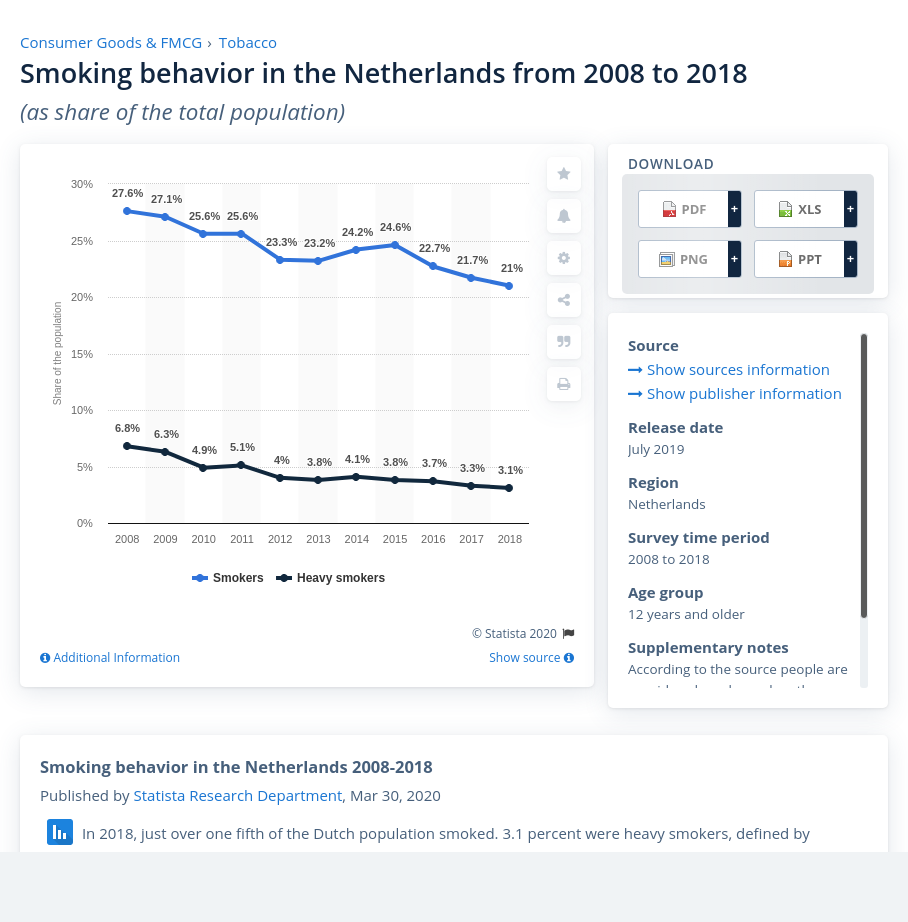 Consumer Goods & FMCG › Tobacco
Smoking behavior in the Netherlands from 2008 to 2018
(as share of the total population)
30%
25%
20%
15%
10%
5%
0%
Share of the population
27.6%
27.1%
25.6%
25.6%
23.3%
23.2%
24.2%
24.6%
22.7%
21.7%
21%
6.8%
6.3%
4.9%
5.1%
4%
3.8%
4.1%
3.8%
3.7%
3.3%
3.1%
2008 2009 2010 2011 2012 2013 2014 2015 2016 2017 2018
Smokers Heavy smokers
© Statista 2020
Additional Information
Show source
DOWNLOAD
PDF + XLS +
PNG + PPT +
Source
Show sources information
Show publisher information
Release date
July 2019
Region
Netherlands
Survey time period
2008 to 2018
Age group
12 years and older
Supplementary notes
According to the source people are
Smoking behavior in the Netherlands 2008-2018
Published by Statista Research Department, Mar 30, 2020
In 2018, just over one fifth of the Dutch population smoked. 3.1 percent were heavy smokers, defined by